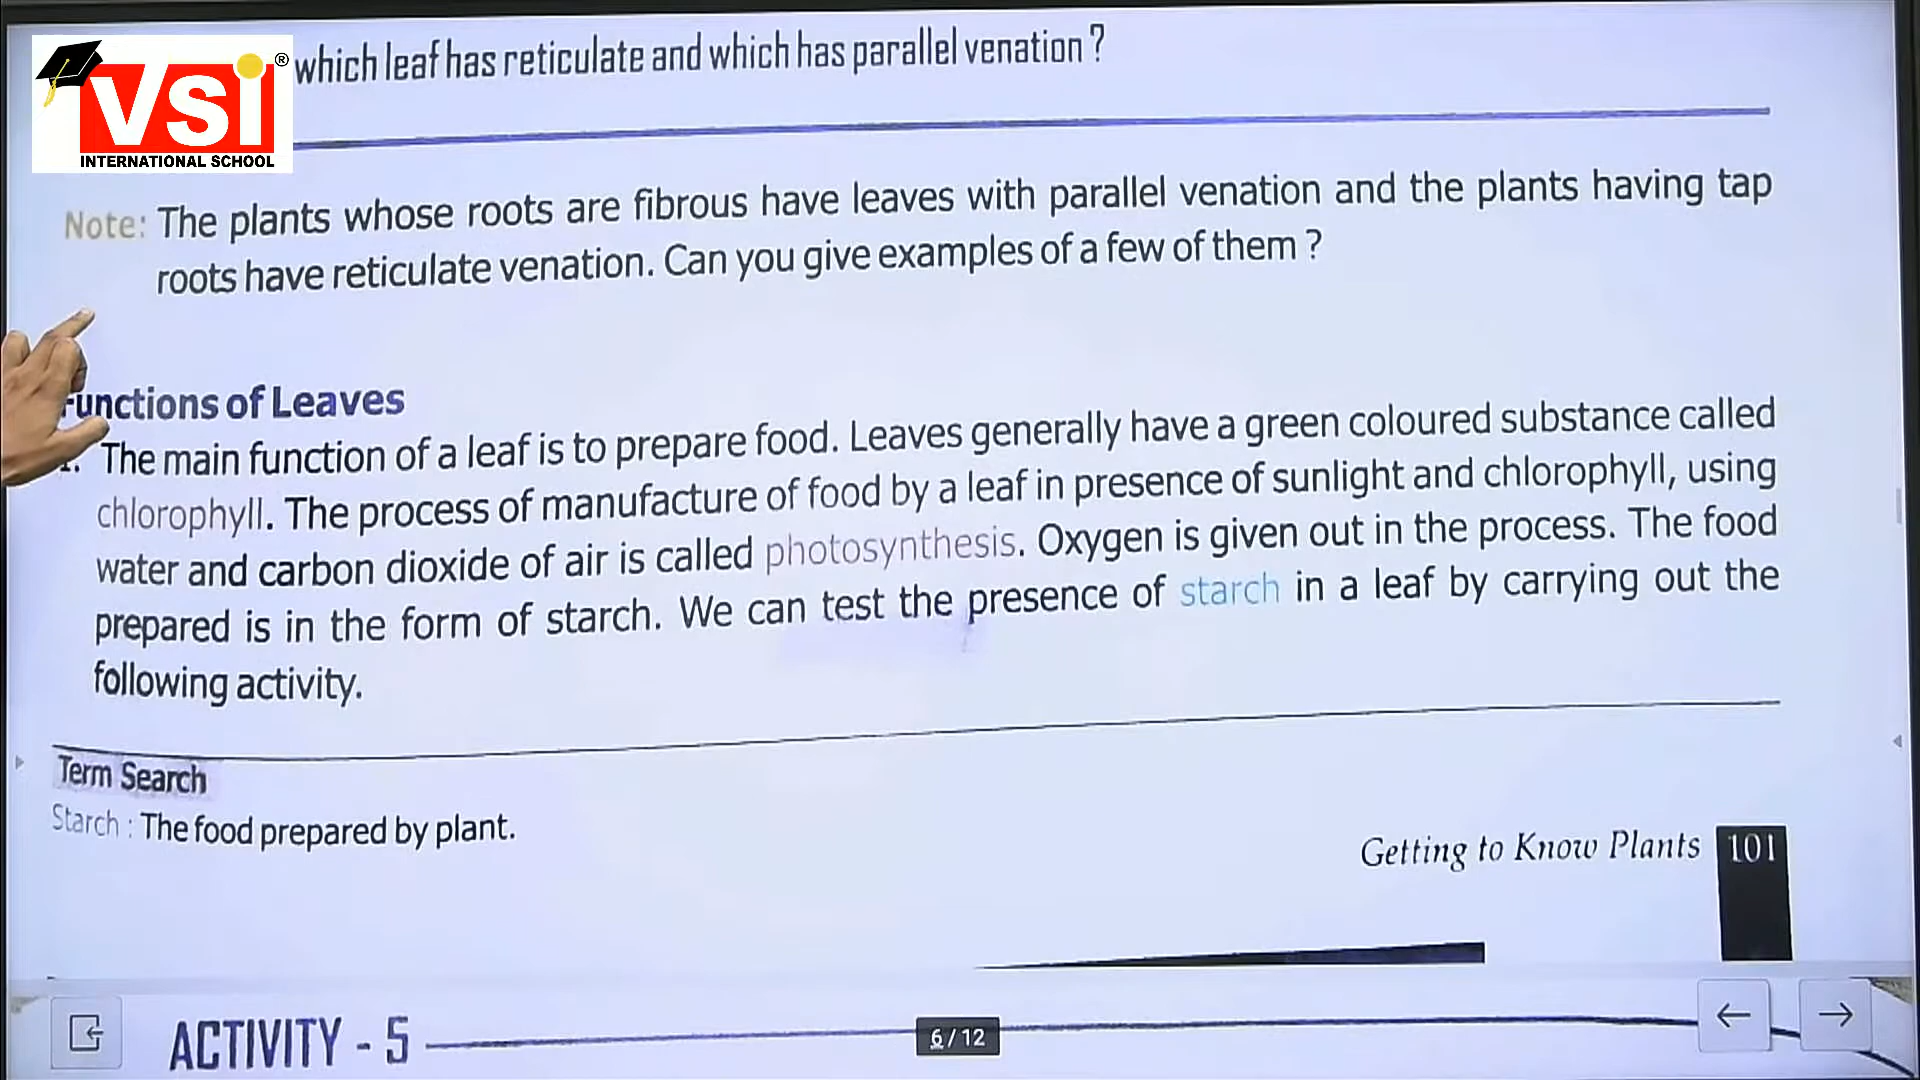 vsi ®
INTERNATIONAL SCHOOL
which leaf has reticulate and which has parallel venation ?
Note: The plants whose roots are fibrous have leaves with parallel venation and the plants having tap
roots have reticulate venation. Can you give examples of a few of them ?
Functions of Leaves
1. The main function of a leaf is to prepare food. Leaves generally have a green coloured substance called
chlorophyll. The process of manufacture of food by a leaf in presence of sunlight and chlorophyll, using
water and carbon dioxide of air is called photosynthesis. Oxygen is given out in the process. The food
prepared is in the form of starch. We can test the presence of starch in a leaf by carrying out the
following activity.
Term Search
Starch : The food prepared by plant.
Getting to Know Plants 101
ACTIVITY - 5
6/12